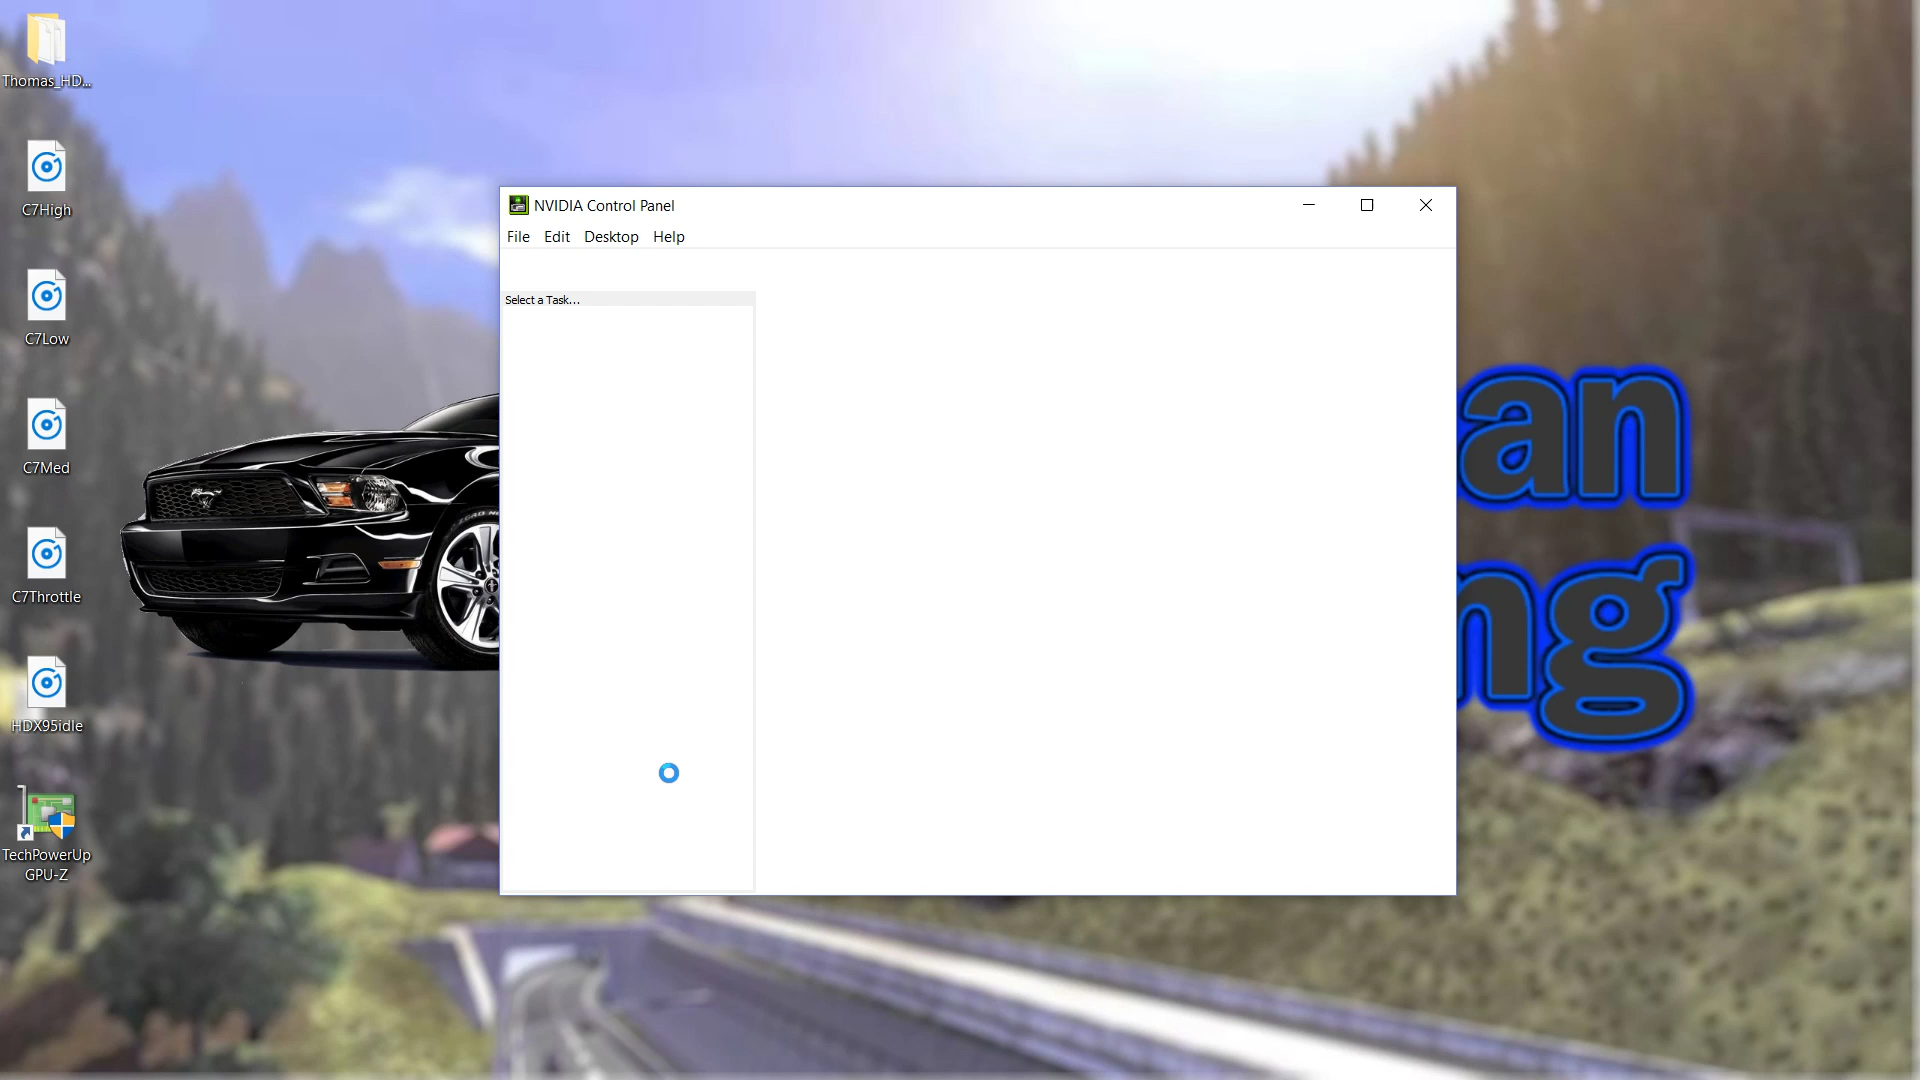 Thomas_HD...
C7High
C7Low
C7Med
C7Throttle
HDX95idle
TechPowerUp
GPU-Z
NVIDIA Control Panel
File Edit Desktop Help
Select a Task...
an
ng